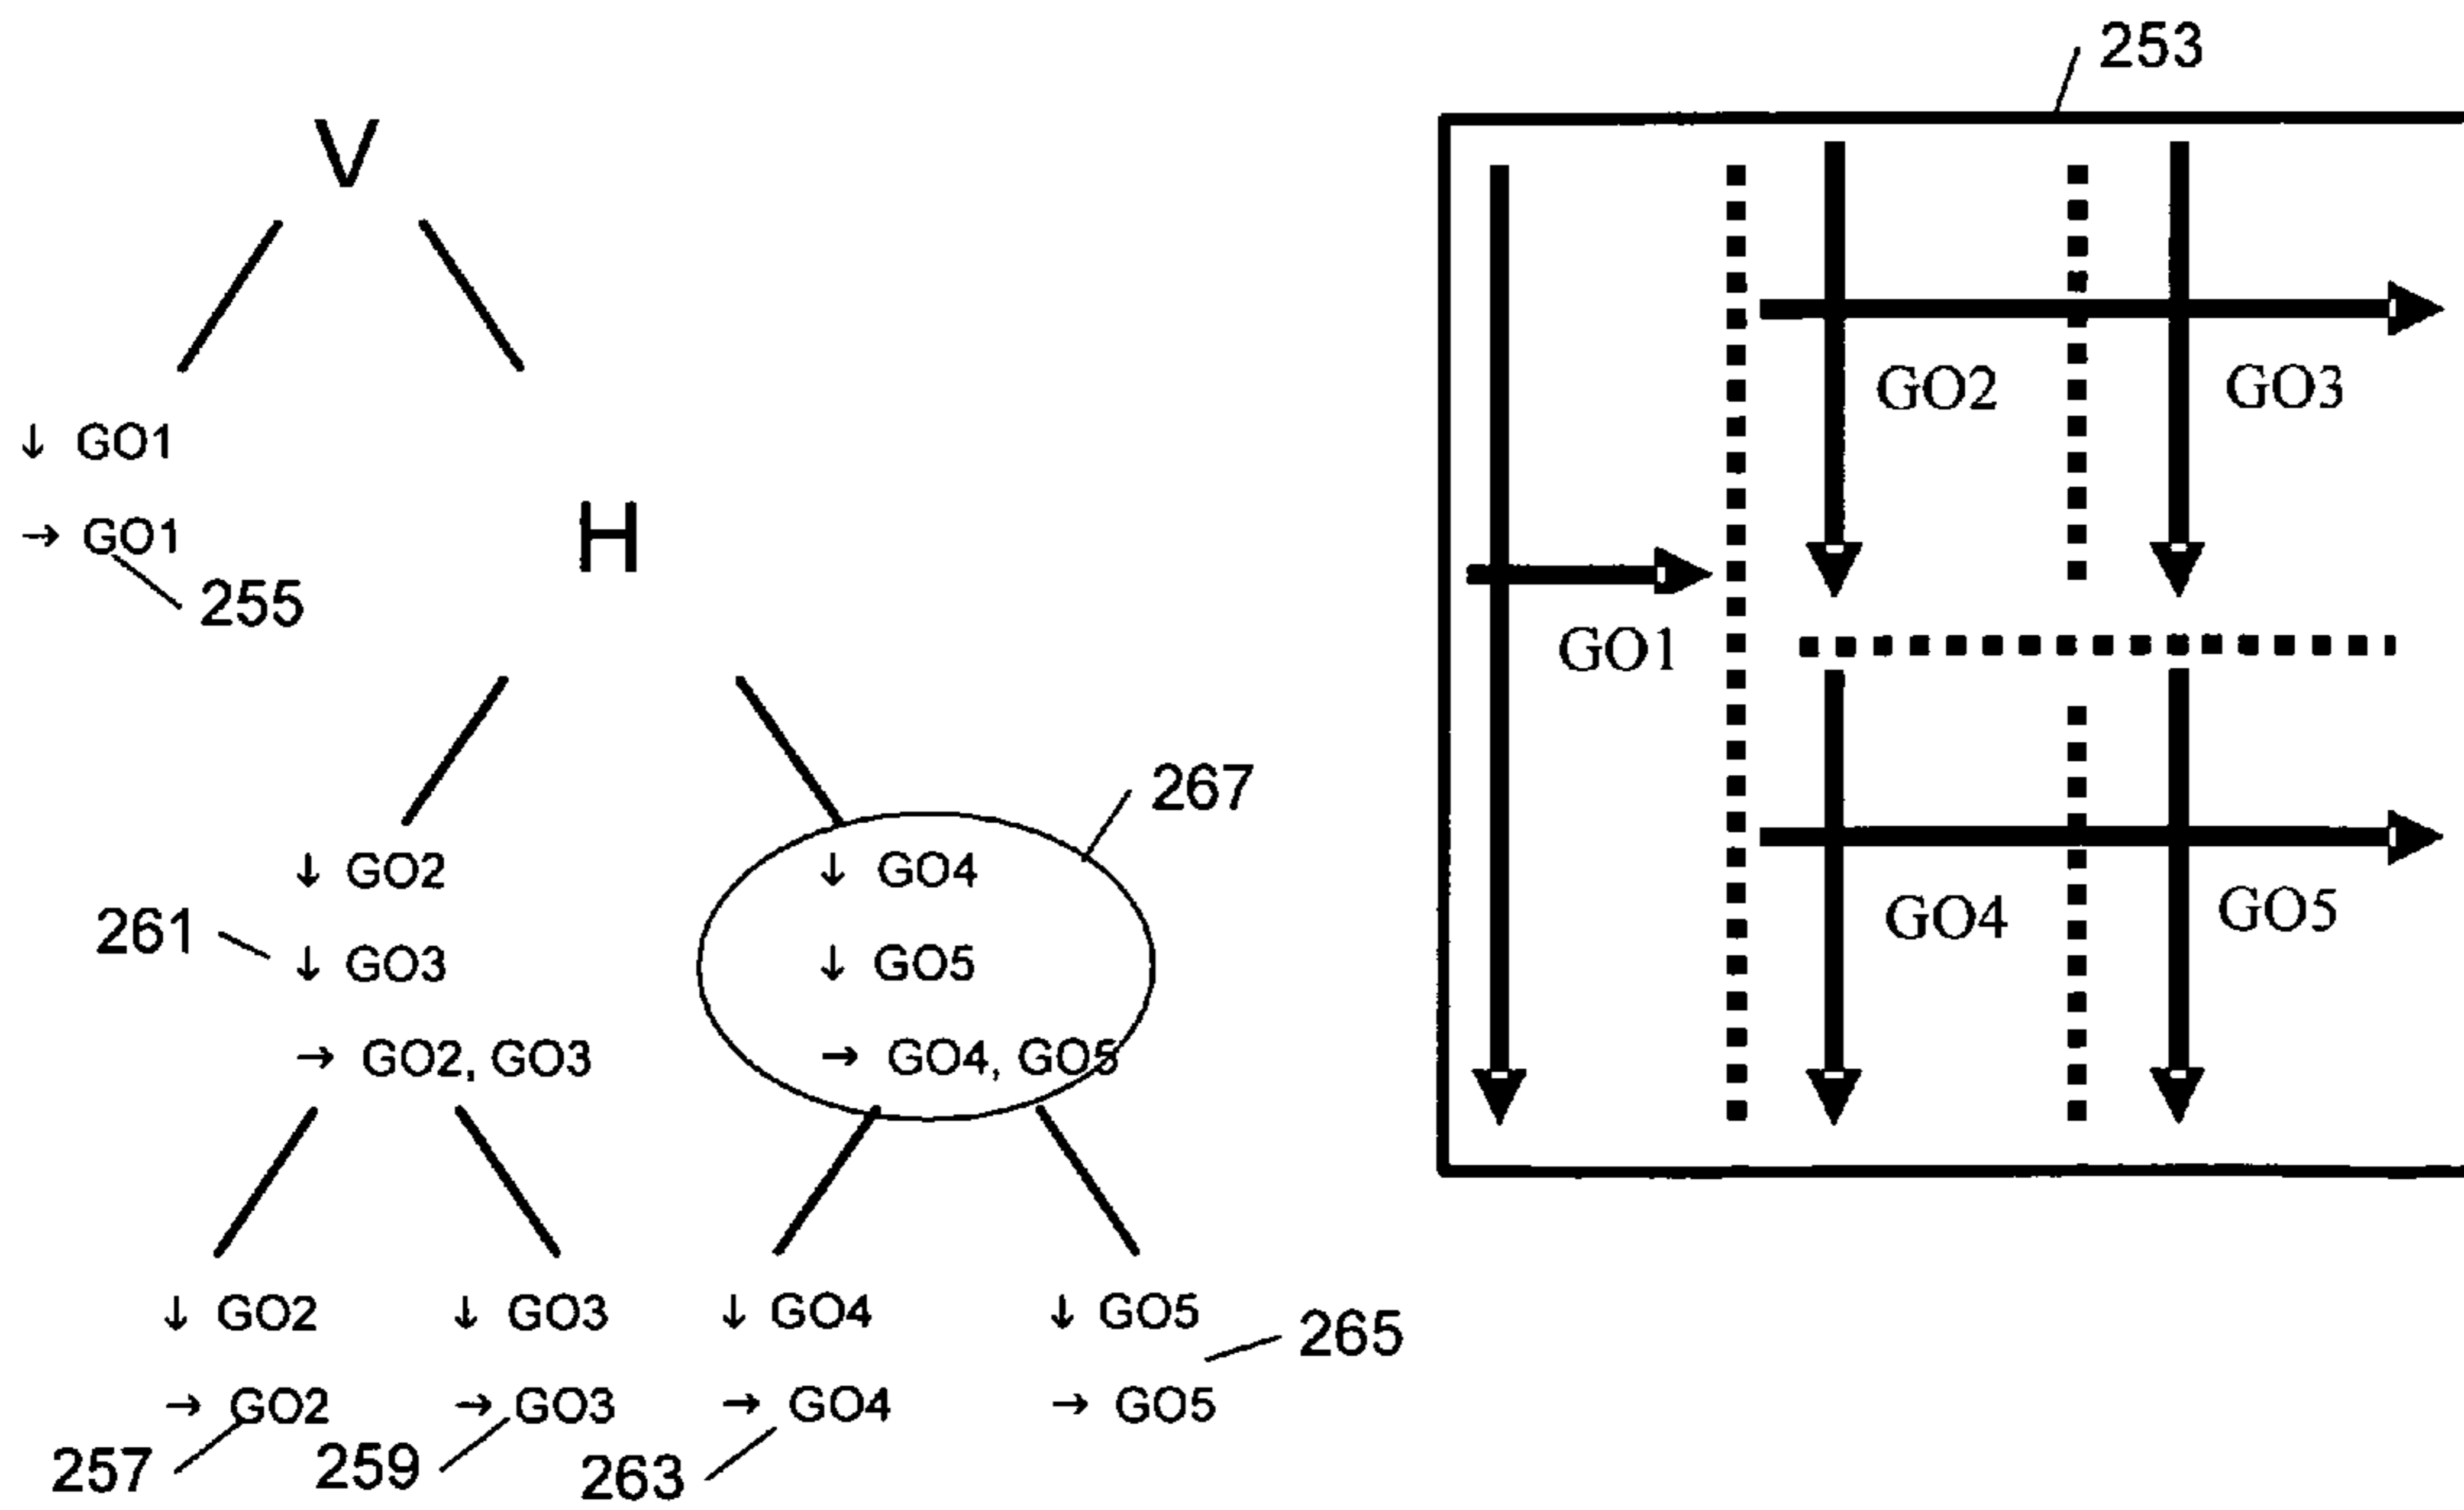 253
V
↓ GO1
→ GO1
255
H
GO2
GO3
GO1
GO4
GO5
267
↓ GO2
261
↓ GO3
→ GO2, GO3
↓ GO4
↓ GO5
→ GO4, GO5
↓ GO2
→ GO2
257
↓ GO3
→ GO3
259
↓ GO4
→ GO4
263
↓ GO5
→ GO5
265